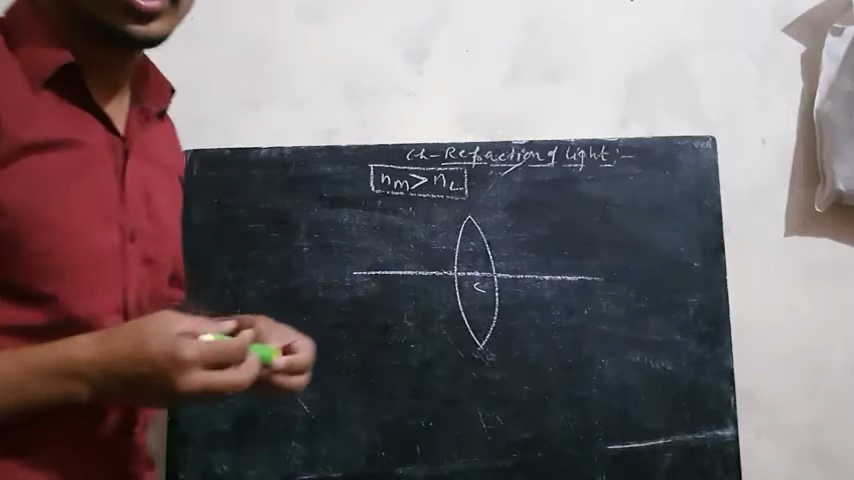 Ch- Refraction of light :-
nm > nL
C